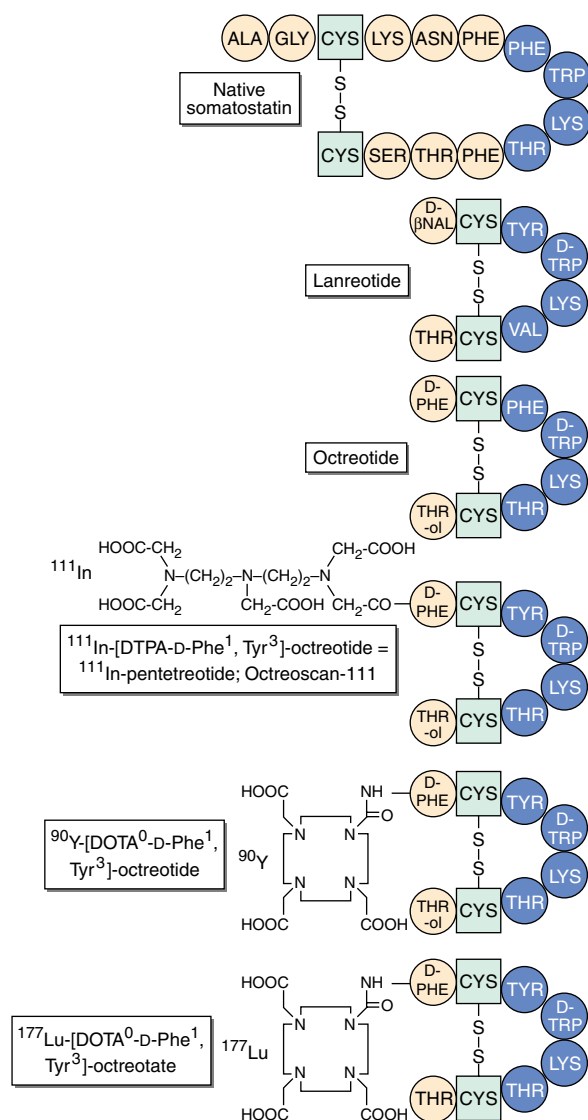 ALA GLY CYS LYS ASN PHE PHE
TRP
LYS
THR
Native
somatostatin
S
S
CYS SER THR PHE
D-
βNAL CYS TYR
D-
TRP
LYS
VAL
Lanreotide
S
S
THR CYS
D-
PHE CYS PHE
D-
TRP
LYS
THR
Octreotide
S
S
THR
-ol CYS
111In
HOOC-CH2
HOOC-CH2
N—(CH2)2—N—(CH2)2—N
CH2-COOH
CH2-COOH
CH2-CO
D-
PHE CYS TYR
D-
TRP
LYS
THR
S
S
THR
-ol CYS
111In-[DTPA-D-Phe1, Tyr3]-octreotide =
111In-pentetreotide; Octreoscan-111
90Y-[DOTA0-D-Phe1,
Tyr3]-octreotide
90Y
HOOC
NH
O
N N
N N
HOOC
COOH
D-
PHE CYS TYR
D-
TRP
LYS
THR
S
S
THR
-ol CYS
177Lu-[DOTA0-D-Phe1,
Tyr3]-octreotate
177Lu
HOOC
NH
O
N N
N N
HOOC
COOH
D-
PHE CYS TYR
D-
TRP
LYS
THR
S
S
THR CYS